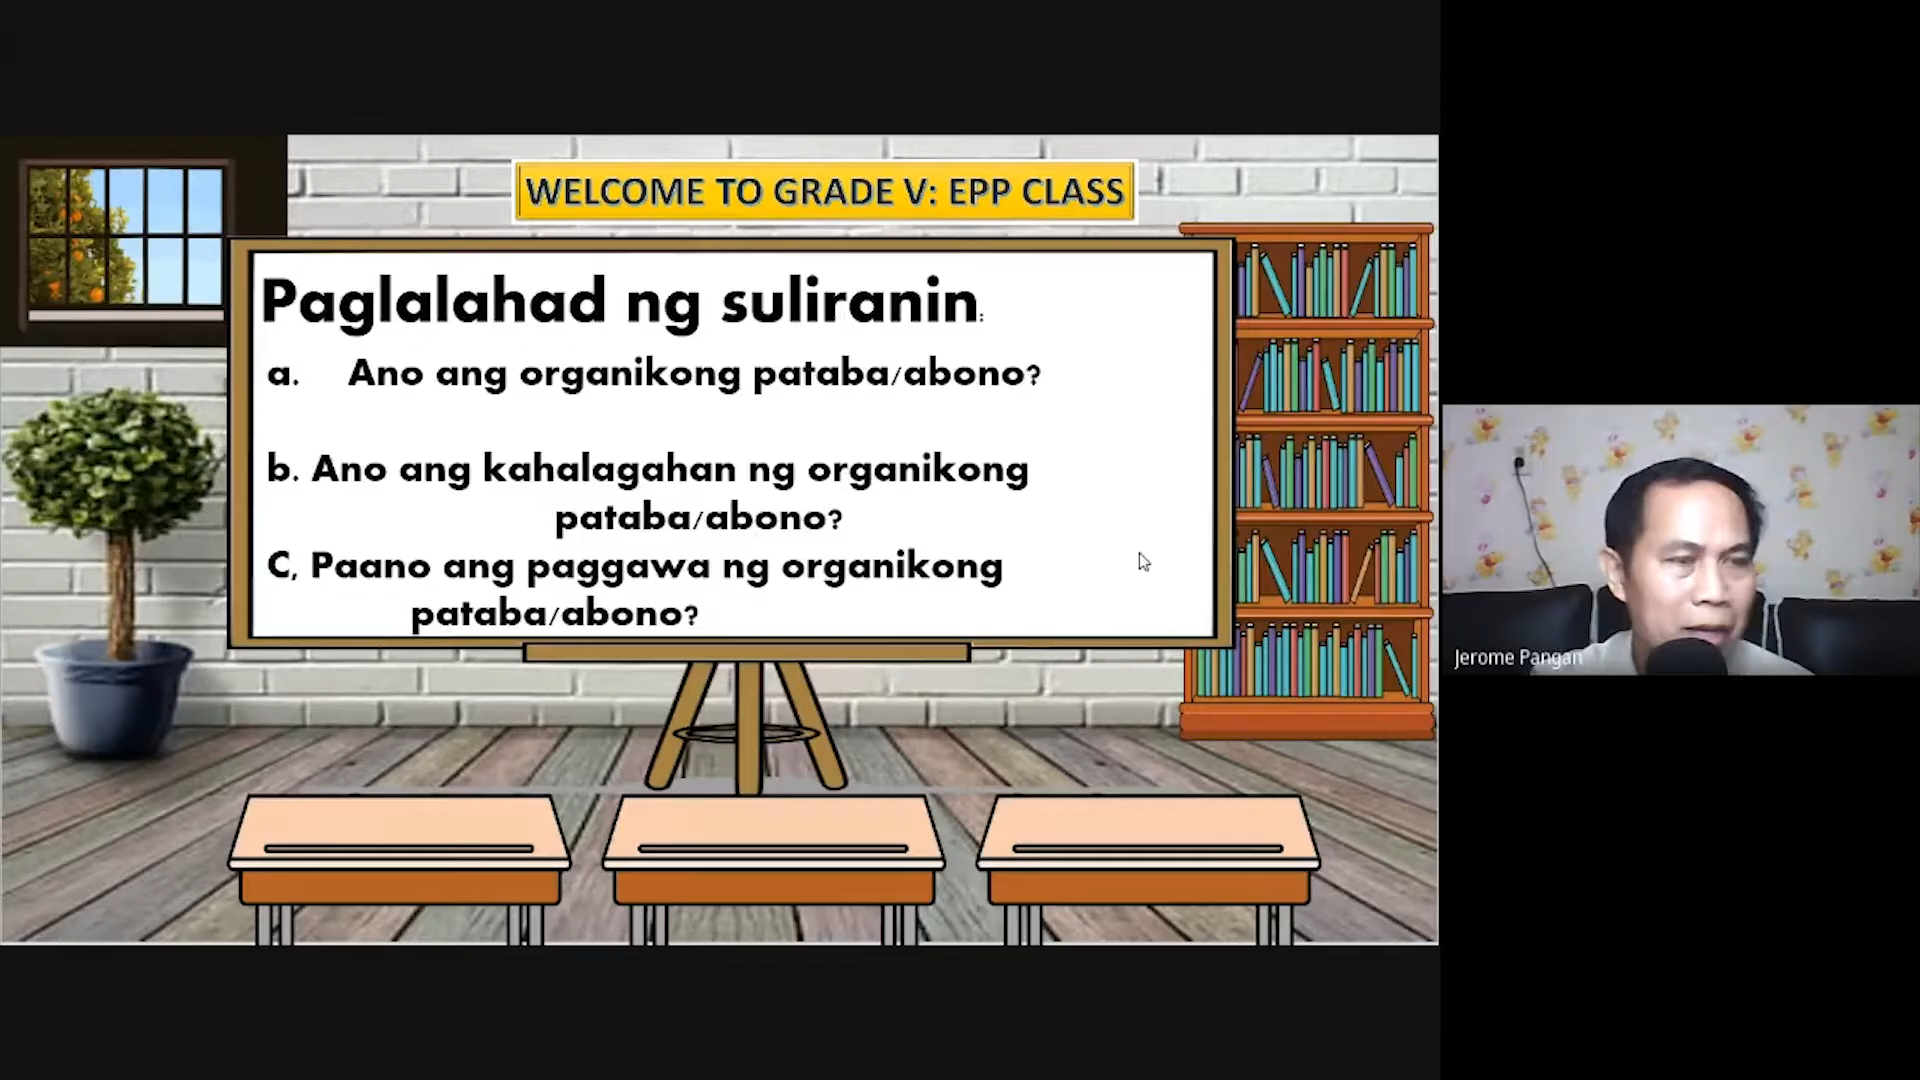 WELCOME TO GRADE V: EPP CLASS
Paglalahad ng suliranin:
a. Ano ang organikong pataba/abono?
b. Ano ang kahalagahan ng organikong
pataba/abono?
C, Paano ang paggawa ng organikong
pataba/abono?
Jerome Pangan